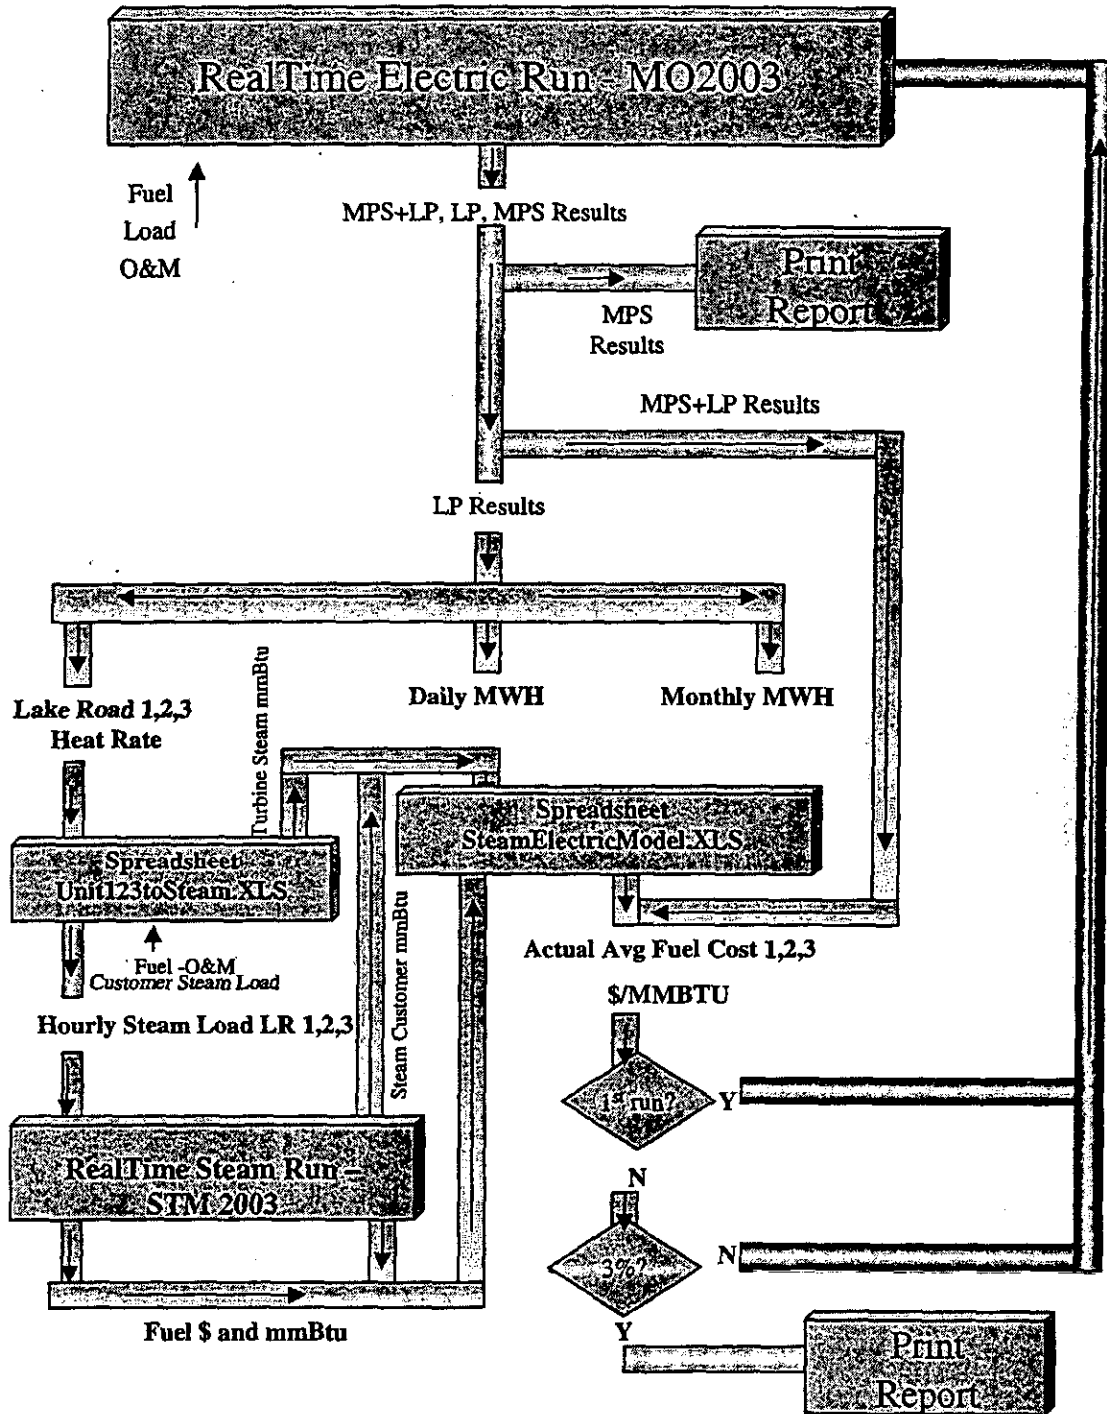 RealTime Electric Run - MO2003
Fuel
Load
O&M
MPS+LP, LP, MPS Results
Print
Report
MPS
Results
MPS+LP Results
LP Results
Lake Road 1,2,3
Heat Rate
Daily MWH
Monthly MWH
Turbine Steam mmBtu
Spreadsheet
SteamElectricModel.XLS
Spreadsheet
Unit123toSteam.XLS
Fuel -O&M
Customer Steam Load
Steam Customer mmBtu
Actual Avg Fuel Cost 1,2,3
$/MMBTU
Hourly Steam Load LR 1,2,3
1st run?
Y
RealTime Steam Run –
STM 2003
N
3%?
N
Y
Fuel $ and mmBtu
Print
Report